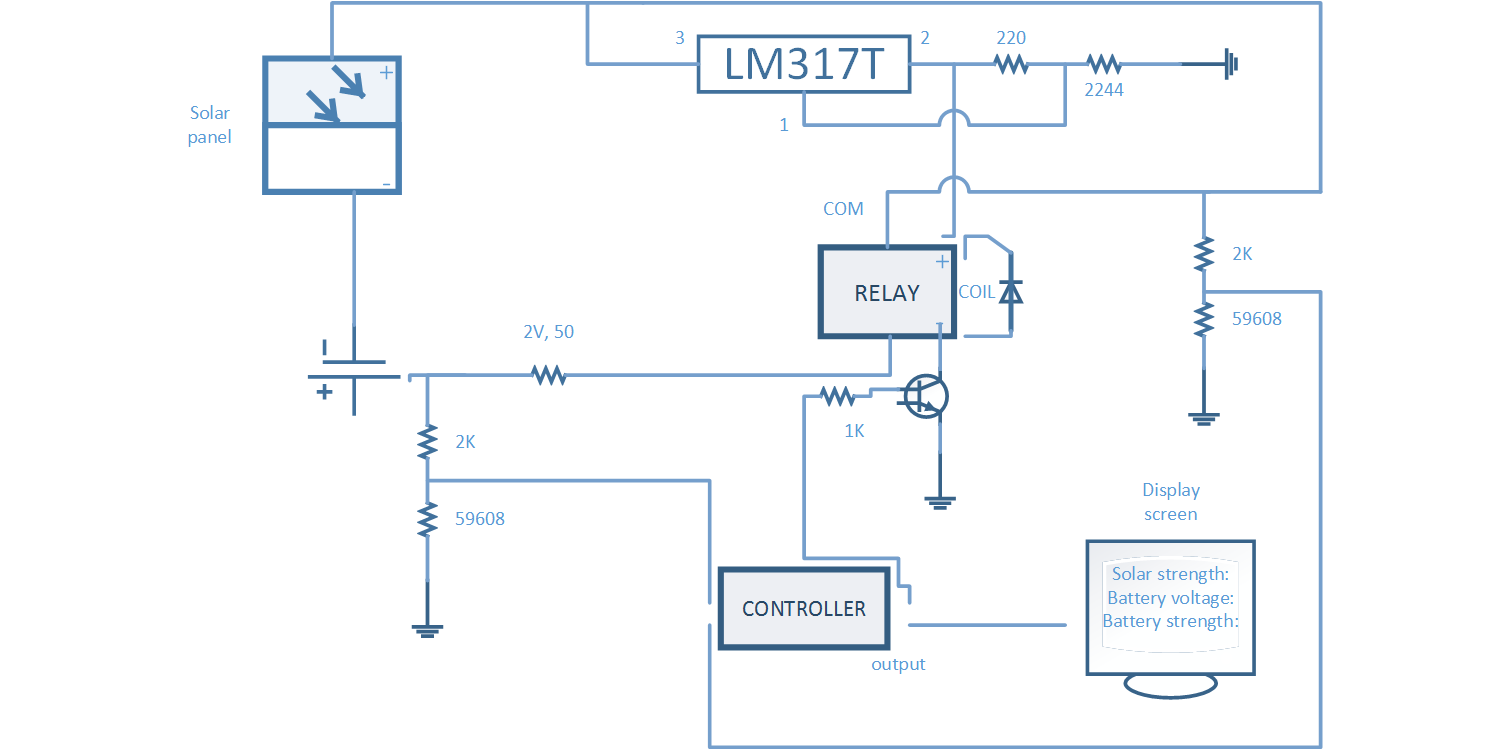 3
LM317T
2
220
2244
1
Solar
panel
+
-
COM
RELAY
+
-
COIL
2K
59608
2V, 50
+
1K
2K
59608
CONTROLLER
output
Display
screen
Solar strength:
Battery voltage:
Battery strength: